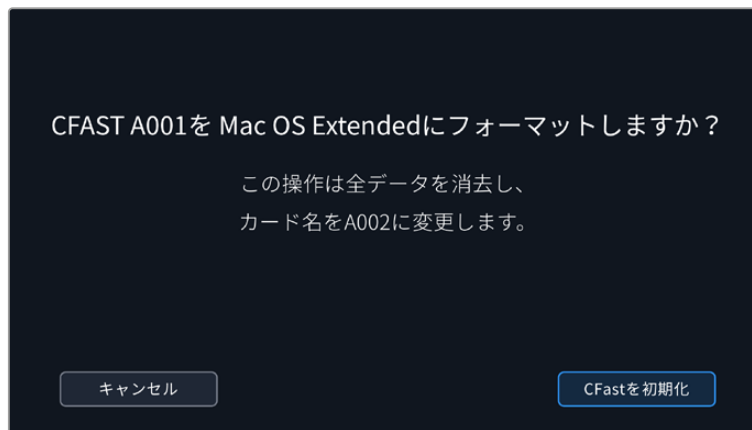 CFAST A001を Mac OS Extendedにフォーマットしますか？
この操作は全データを消去し、
カード名をA002に変更します。
キャンセル
CFastを初期化